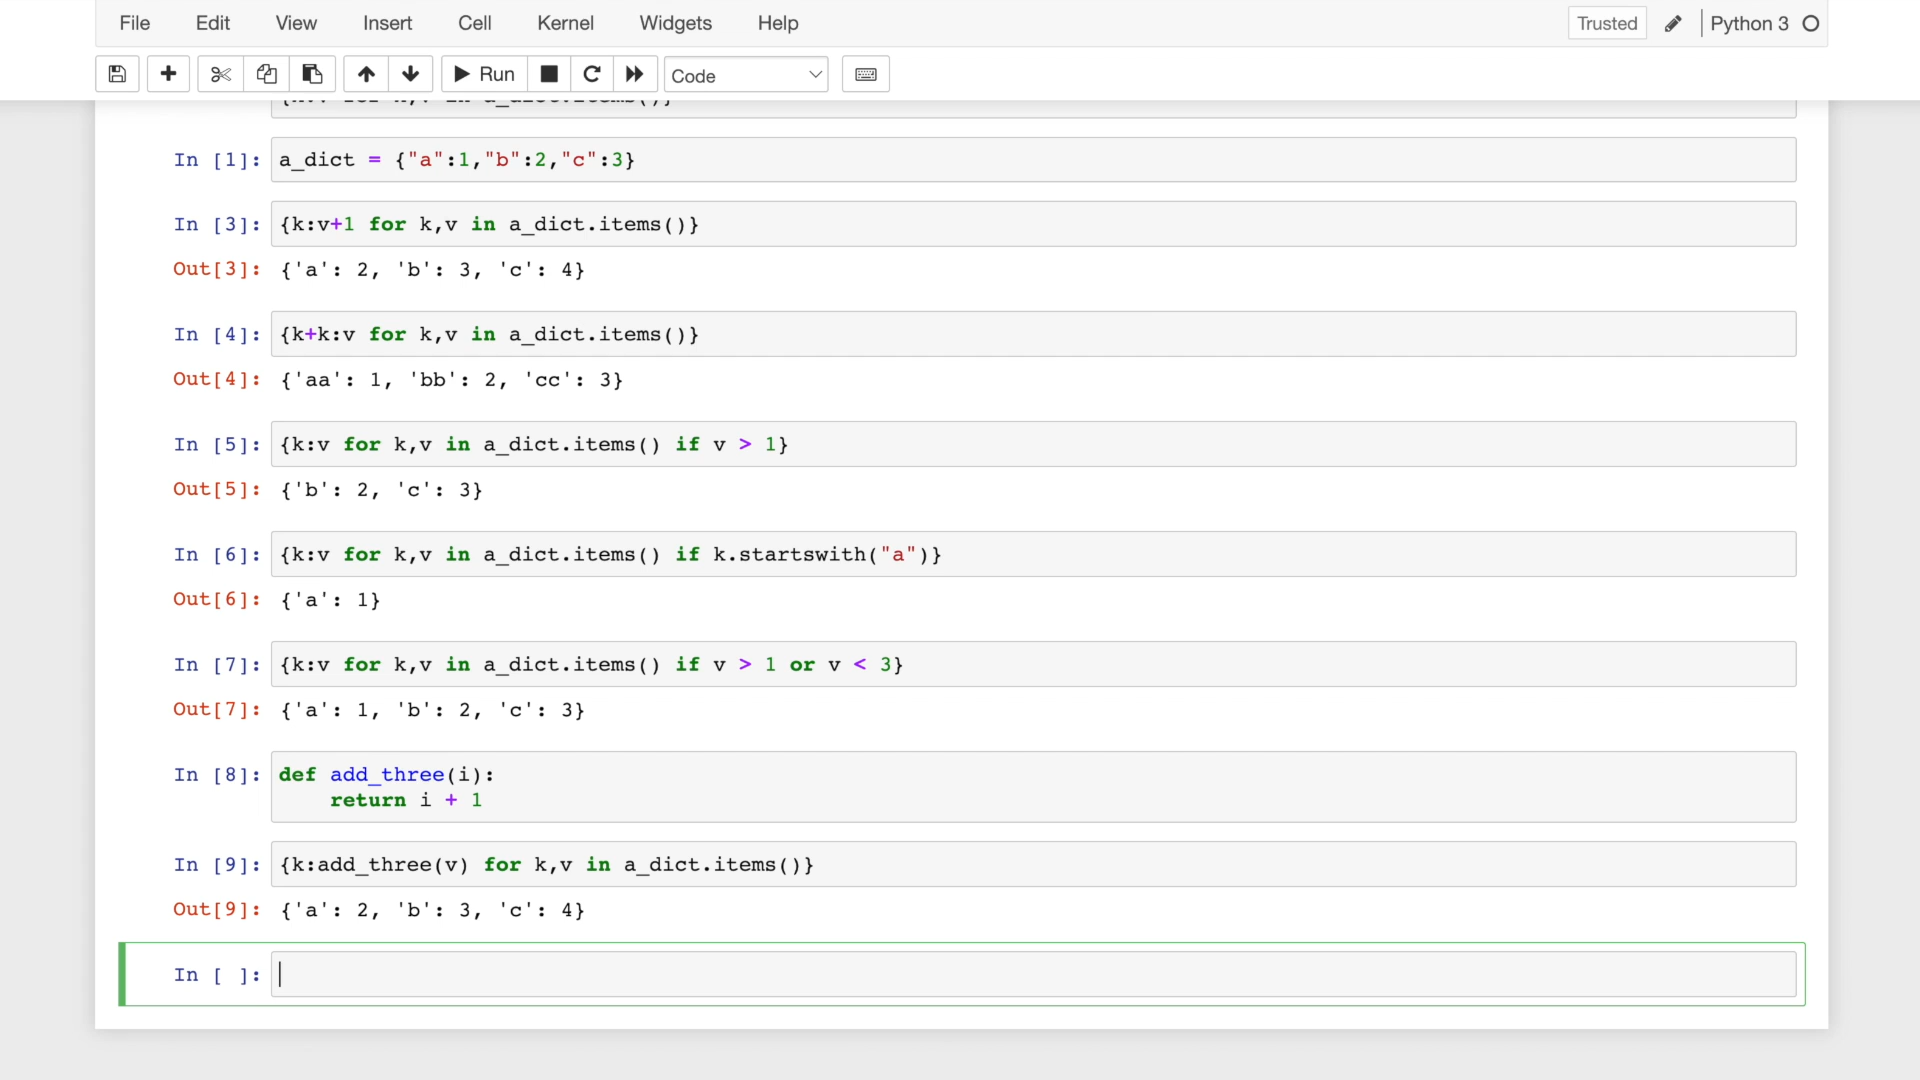 File Edit View Insert Cell Kernel Widgets Help Trusted Python 3
Run Code
In [1]: a_dict = {"a":1,"b":2,"c":3}
In [3]: {k:v+1 for k,v in a_dict.items()}
Out[3]: {'a': 2, 'b': 3, 'c': 4}
In [4]: {k+k:v for k,v in a_dict.items()}
Out[4]: {'aa': 1, 'bb': 2, 'cc': 3}
In [5]: {k:v for k,v in a_dict.items() if v > 1}
Out[5]: {'b': 2, 'c': 3}
In [6]: {k:v for k,v in a_dict.items() if k.startswith("a")}
Out[6]: {'a': 1}
In [7]: {k:v for k,v in a_dict.items() if v > 1 or v < 3}
Out[7]: {'a': 1, 'b': 2, 'c': 3}
In [8]: def add_three(i):
return i + 1
In [9]: {k:add_three(v) for k,v in a_dict.items()}
Out[9]: {'a': 2, 'b': 3, 'c': 4}
In [ ]: